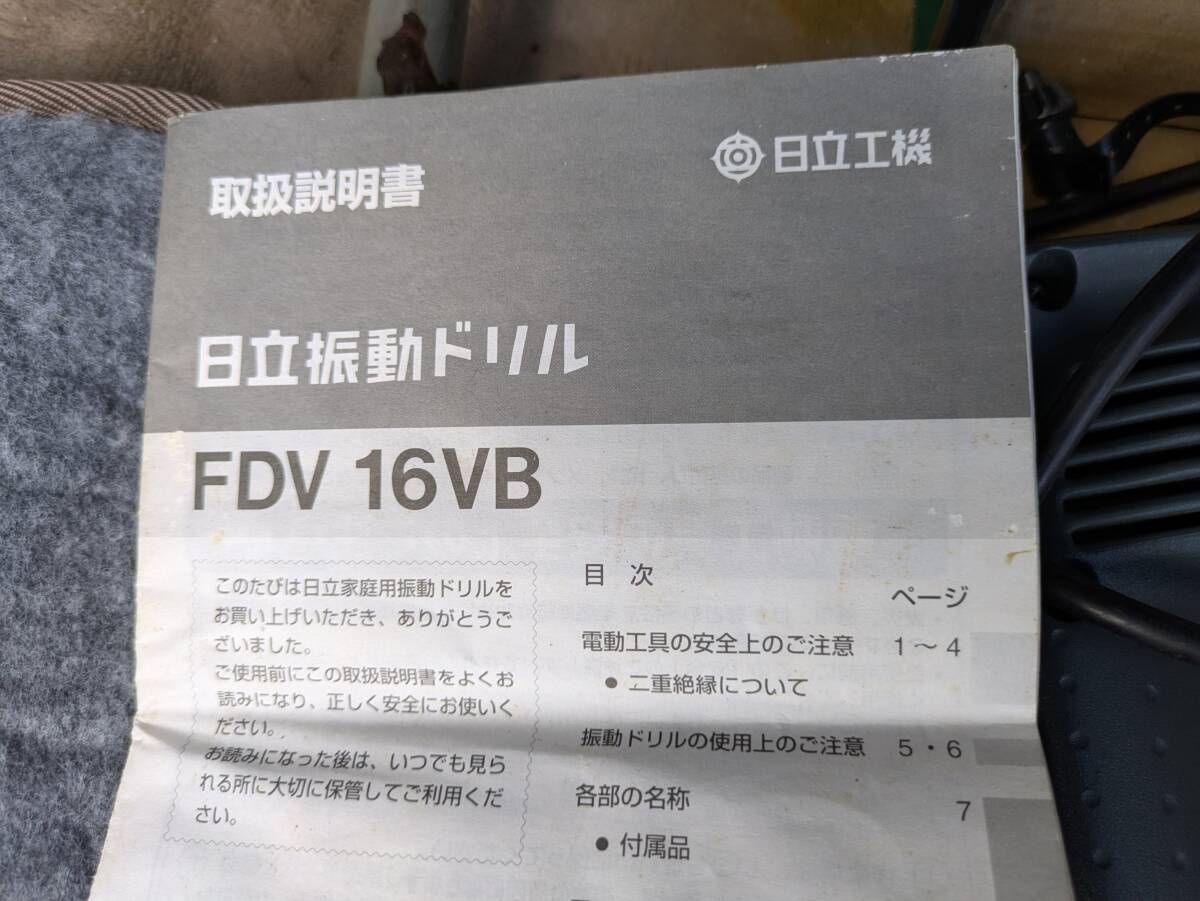 取扱説明書
日立工機
日立振動ドリル
FDV 16VB
このたびは日立家庭用振動ドリルを
お買い上げいただき、ありがとうご
ざいました。
ご使用前にこの取扱説明書をよくお
読みになり、正しく安全にお使いく
ださい。
お読みになった後は、いつでも見ら
れる所に大切に保管してご利用くだ
さい。
目 次
ページ
電動工具の安全上のご注意 1～4
● 二重絶縁について
振動ドリルの使用上のご注意 5・6
各部の名称 7
● 付属品